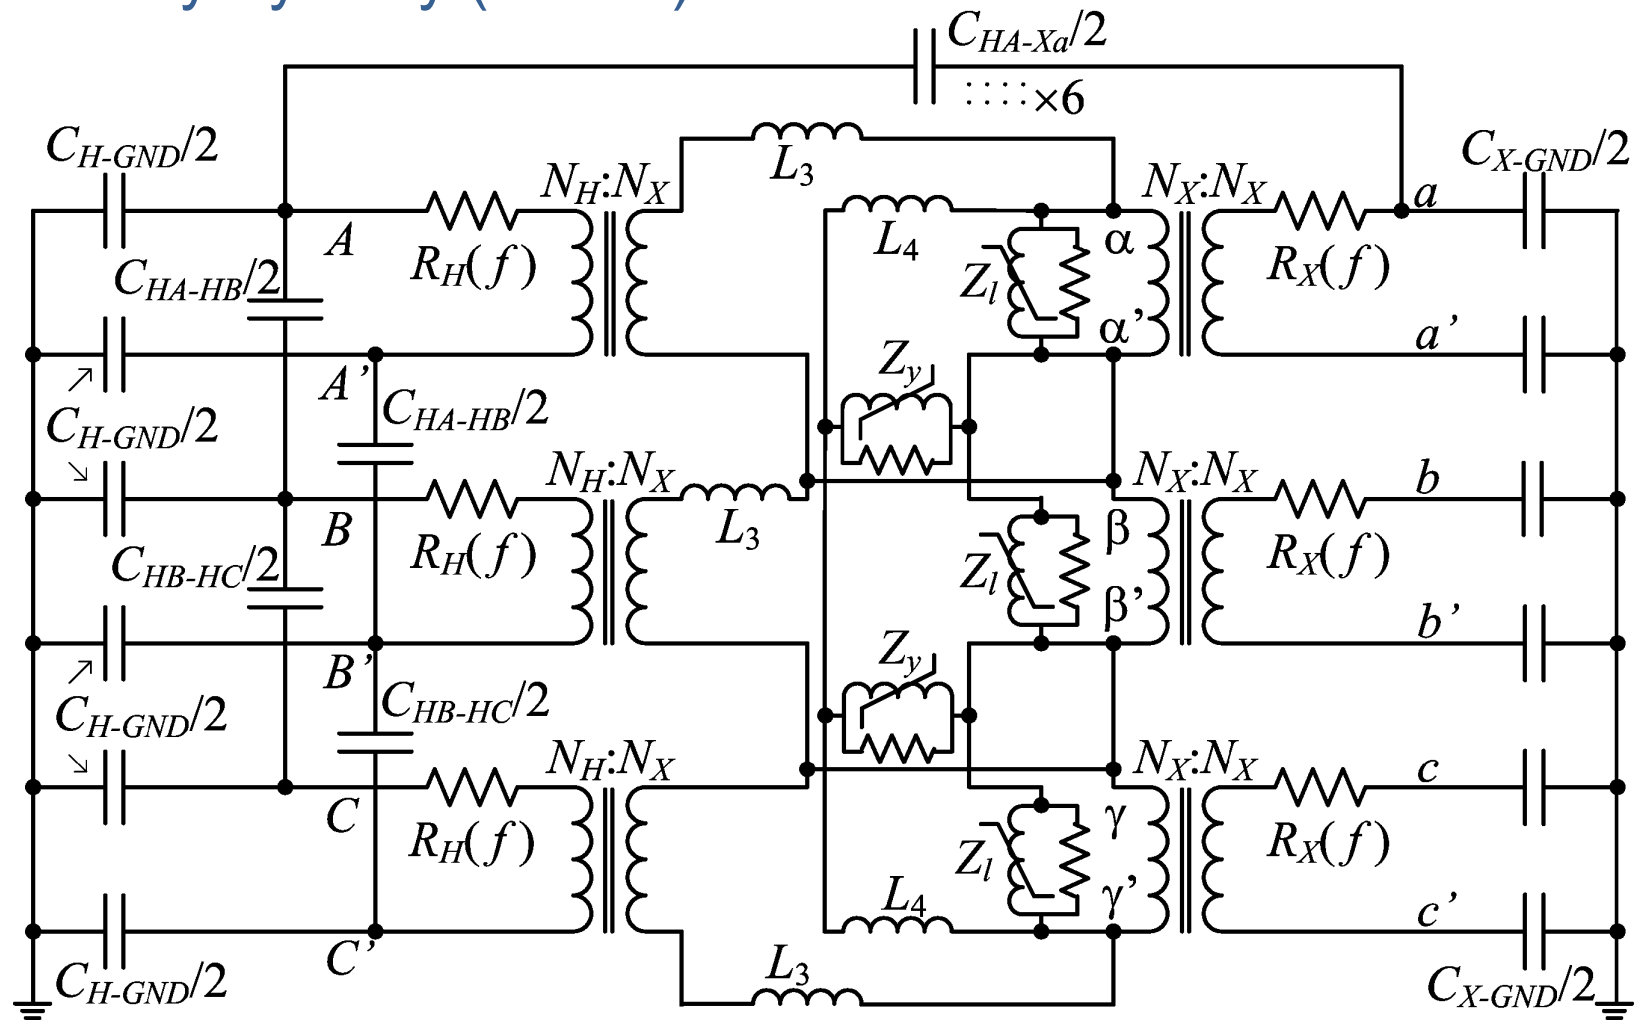 C_{HA-Xa}/2
×6
C_{H-GND}/2
L_3
C_{X-GND}/2
N_H:N_X
N_X:N_X
a
A
R_H(f)
L_4
α
R_X(f)
C_{HA-HB}/2
Z_l
α’
a’
A’
Z_y
C_{HA-HB}/2
C_{H-GND}/2
N_H:N_X
N_X:N_X
b
B
R_H(f)
L_3
β
R_X(f)
C_{HB-HC}/2
Z_l
β’
b’
B’
Z_y
C_{HB-HC}/2
C_{H-GND}/2
N_H:N_X
N_X:N_X
c
C
R_H(f)
γ
R_X(f)
Z_l
L_4
γ’
c’
C’
C_{H-GND}/2
L_3
C_{X-GND}/2